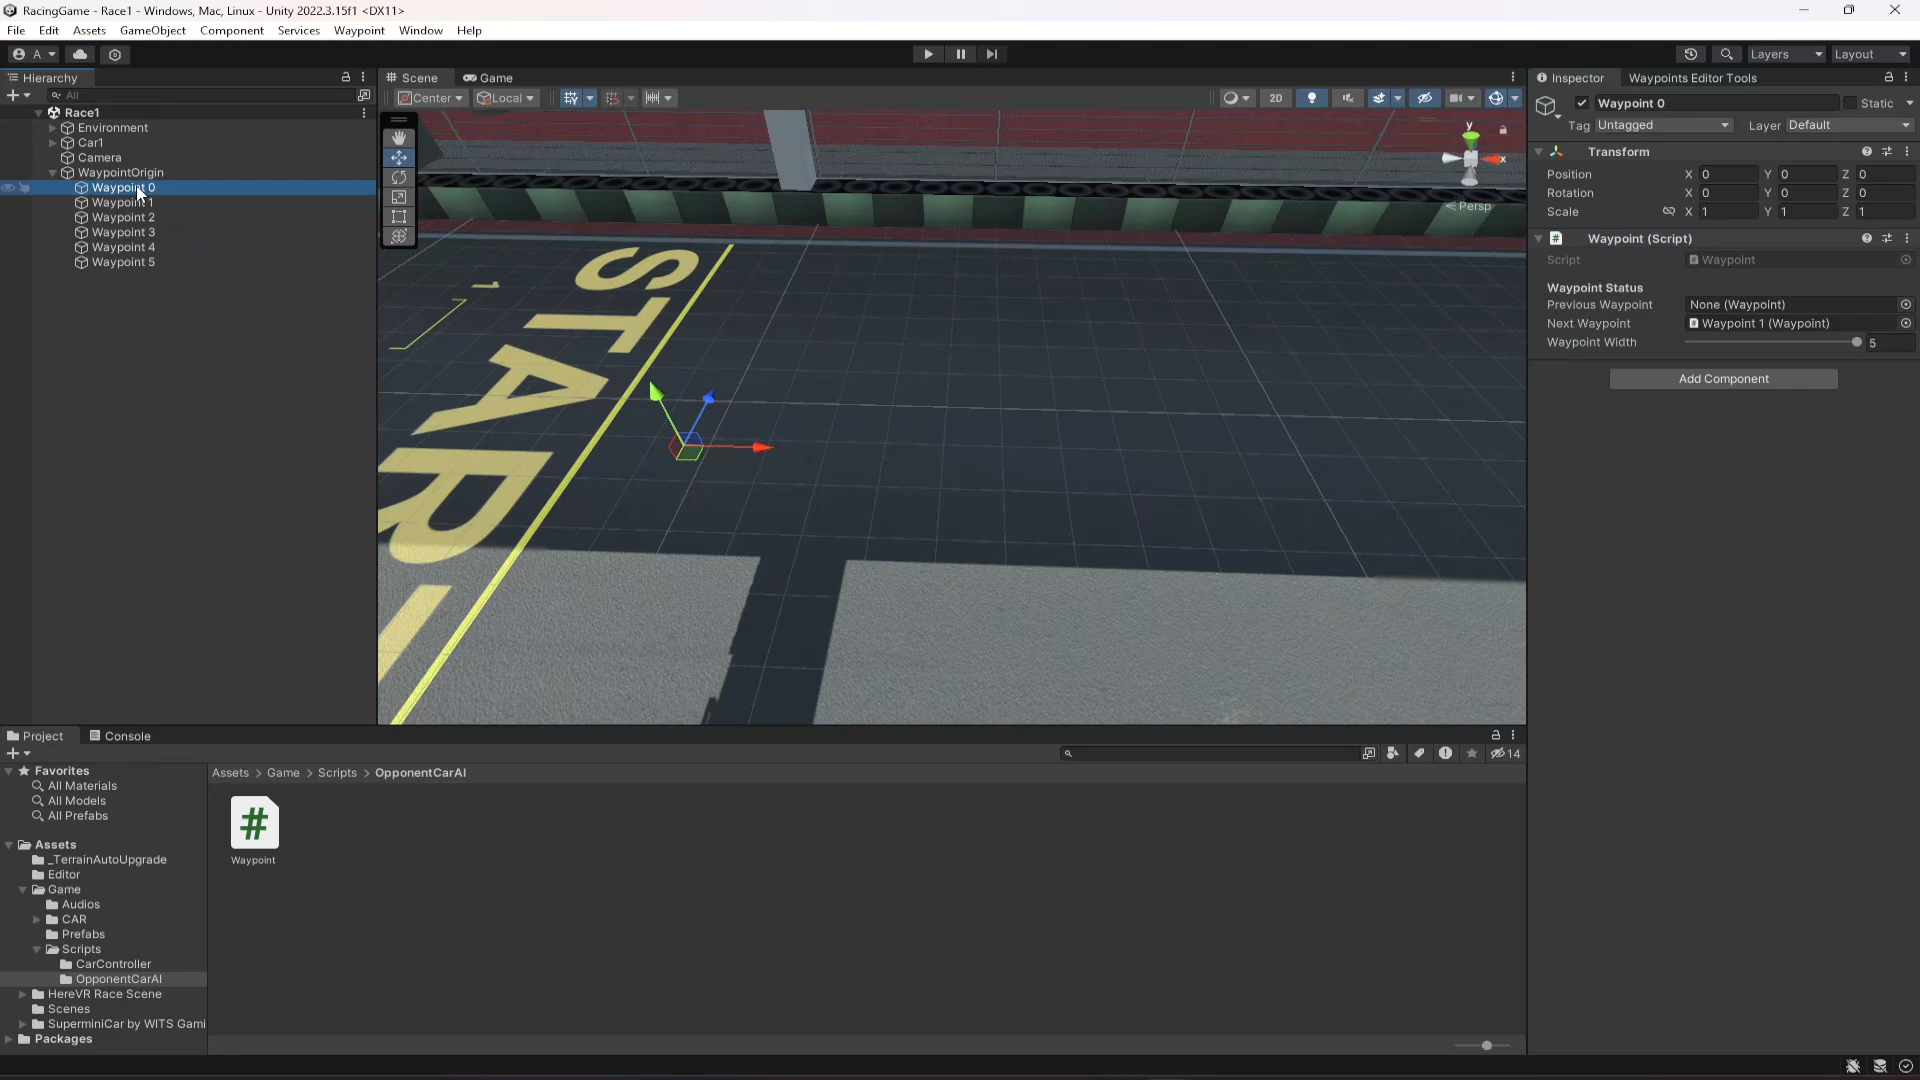 RacingGame - Race1 - Windows, Mac, Linux - Unity 2022.3.15f1 <DX11>
File Edit Assets GameObject Component Services Waypoint Window Help
A Layers Layout
Hierarchy
All
Race1
Environment
Car1
Camera
WaypointOrigin
Waypoint 0
Waypoint 1
Waypoint 2
Waypoint 3
Waypoint 4
Waypoint 5
Scene Game
Center Local 2D
y
x
Persp
START
1
Inspector Waypoints Editor Tools
Waypoint 0 Static
Tag Untagged Layer Default
Transform
Position X 0 Y 0 Z 0
Rotation X 0 Y 0 Z 0
Scale X 1 Y 1 Z 1
# Waypoint (Script)
Script Waypoint
Waypoint Status
Previous Waypoint None (Waypoint)
Next Waypoint Waypoint 1 (Waypoint)
Waypoint Width 5
Add Component
Project Console
14
Favorites
All Materials
All Models
All Prefabs
Assets
_TerrainAutoUpgrade
Editor
Game
Audios
CAR
Prefabs
Scripts
CarController
OpponentCarAI
HereVR Race Scene
Scenes
SuperminiCar by WITS Gami
Packages
Assets > Game > Scripts > OpponentCarAI
#
Waypoint